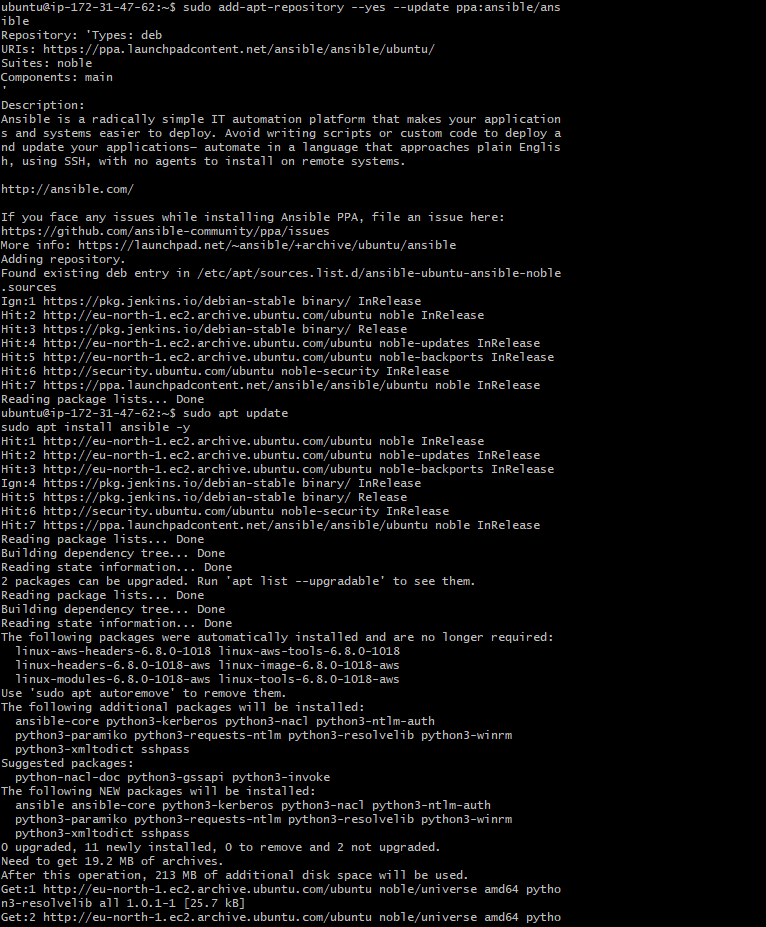 ubuntu@ip-172-31-47-62:~$ sudo add-apt-repository --yes --update ppa:ansible/ans
ible
Repository: 'Types: deb
URIs: https://ppa.launchpadcontent.net/ansible/ansible/ubuntu/
Suites: noble
Components: main
'
Description:
Ansible is a radically simple IT automation platform that makes your application
s and systems easier to deploy. Avoid writing scripts or custom code to deploy a
nd update your applications— automate in a language that approaches plain Englis
h, using SSH, with no agents to install on remote systems.

http://ansible.com/

If you face any issues while installing Ansible PPA, file an issue here:
https://github.com/ansible-community/ppa/issues
More info: https://launchpad.net/~ansible/+archive/ubuntu/ansible
Adding repository.
Found existing deb entry in /etc/apt/sources.list.d/ansible-ubuntu-ansible-noble
.sources
Ign:1 https://pkg.jenkins.io/debian-stable binary/ InRelease
Hit:2 http://eu-north-1.ec2.archive.ubuntu.com/ubuntu noble InRelease
Hit:3 https://pkg.jenkins.io/debian-stable binary/ Release
Hit:4 http://eu-north-1.ec2.archive.ubuntu.com/ubuntu noble-updates InRelease
Hit:5 http://eu-north-1.ec2.archive.ubuntu.com/ubuntu noble-backports InRelease
Hit:6 http://security.ubuntu.com/ubuntu noble-security InRelease
Hit:7 https://ppa.launchpadcontent.net/ansible/ansible/ubuntu noble InRelease
Reading package lists... Done
ubuntu@ip-172-31-47-62:~$ sudo apt update
sudo apt install ansible -y
Hit:1 http://eu-north-1.ec2.archive.ubuntu.com/ubuntu noble InRelease
Hit:2 http://eu-north-1.ec2.archive.ubuntu.com/ubuntu noble-updates InRelease
Hit:3 http://eu-north-1.ec2.archive.ubuntu.com/ubuntu noble-backports InRelease
Ign:4 https://pkg.jenkins.io/debian-stable binary/ InRelease
Hit:5 https://pkg.jenkins.io/debian-stable binary/ Release
Hit:6 http://security.ubuntu.com/ubuntu noble-security InRelease
Hit:7 https://ppa.launchpadcontent.net/ansible/ansible/ubuntu noble InRelease
Reading package lists... Done
Building dependency tree... Done
Reading state information... Done
2 packages can be upgraded. Run 'apt list --upgradable' to see them.
Reading package lists... Done
Building dependency tree... Done
Reading state information... Done
The following packages were automatically installed and are no longer required:
  linux-aws-headers-6.8.0-1018 linux-aws-tools-6.8.0-1018
  linux-headers-6.8.0-1018-aws linux-image-6.8.0-1018-aws
  linux-modules-6.8.0-1018-aws linux-tools-6.8.0-1018-aws
Use 'sudo apt autoremove' to remove them.
The following additional packages will be installed:
  ansible-core python3-kerberos python3-nacl python3-ntlm-auth
  python3-paramiko python3-requests-ntlm python3-resolvelib python3-winrm
  python3-xmltodict sshpass
Suggested packages:
  python-nacl-doc python3-gssapi python3-invoke
The following NEW packages will be installed:
  ansible ansible-core python3-kerberos python3-nacl python3-ntlm-auth
  python3-paramiko python3-requests-ntlm python3-resolvelib python3-winrm
  python3-xmltodict sshpass
0 upgraded, 11 newly installed, 0 to remove and 2 not upgraded.
Need to get 19.2 MB of archives.
After this operation, 213 MB of additional disk space will be used.
Get:1 http://eu-north-1.ec2.archive.ubuntu.com/ubuntu noble/universe amd64 pytho
n3-resolvelib all 1.0.1-1 [25.7 kB]
Get:2 http://eu-north-1.ec2.archive.ubuntu.com/ubuntu noble/universe amd64 pytho